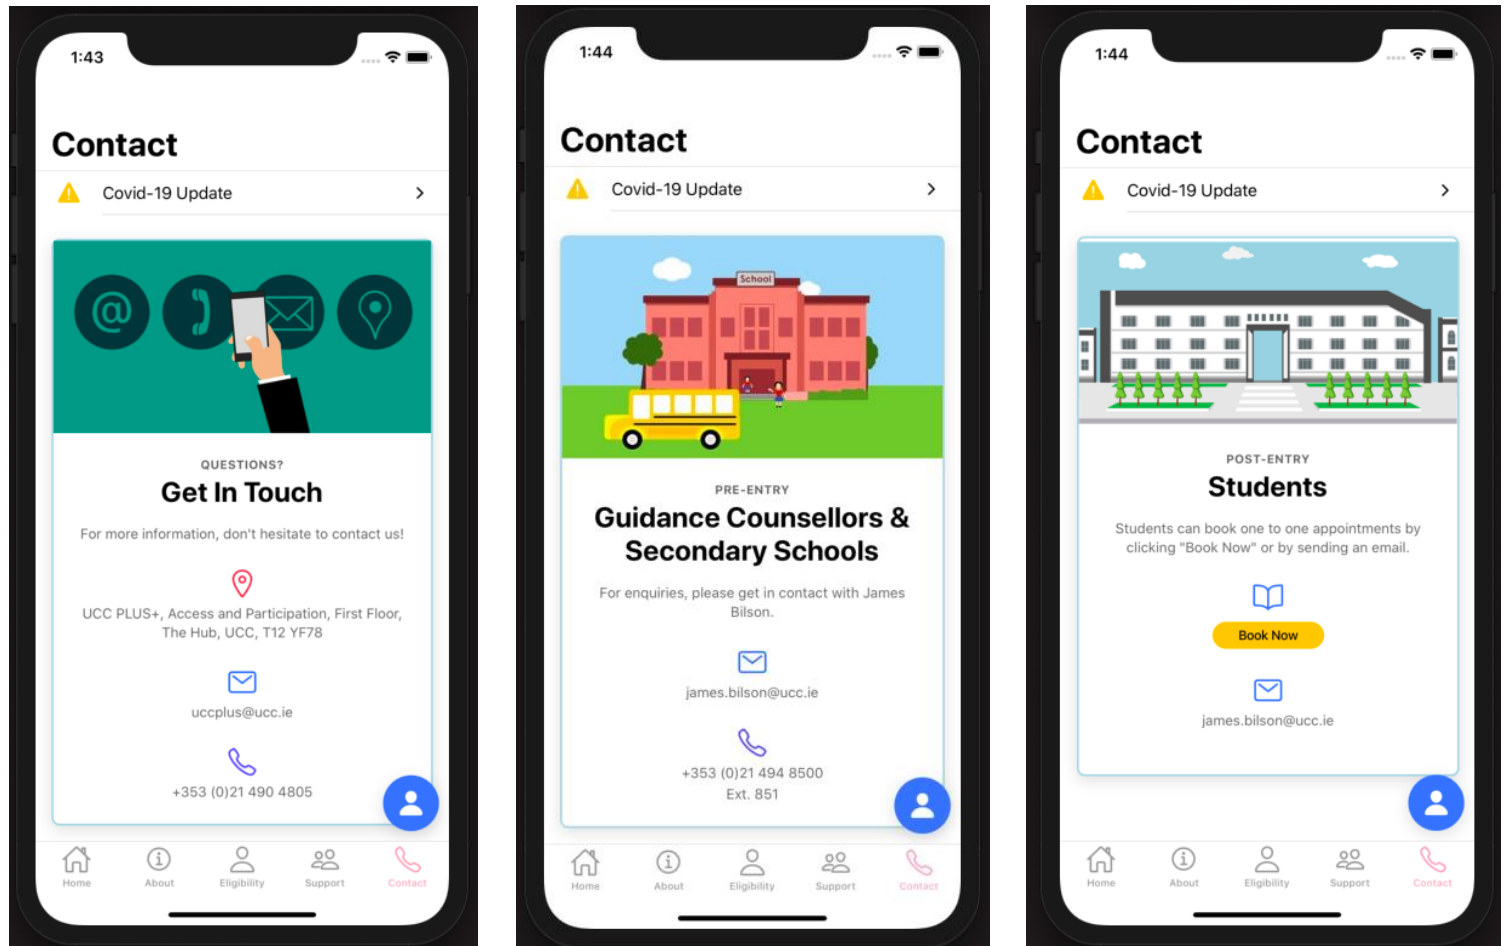 1:43
Contact
Covid-19 Update
@
QUESTIONS?
Get In Touch
For more information, don't hesitate to contact us!
UCC PLUS+, Access and Participation, First Floor,
The Hub, UCC, T12 YF78
uccplus@ucc.ie
+353 (0)21 490 4805
Home
About
Eligibility
Support
Contact
1:44
Contact
Covid-19 Update
School
PRE-ENTRY
Guidance Counsellors &
Secondary Schools
For enquiries, please get in contact with James
Bilson.
james.bilson@ucc.ie
+353 (0)21 494 8500
Ext. 851
Home
About
Eligibility
Support
Contact
1:44
Contact
Covid-19 Update
POST-ENTRY
Students
Students can book one to one appointments by
clicking "Book Now" or by sending an email.
Book Now
james.bilson@ucc.ie
Home
About
Eligibility
Support
Contact